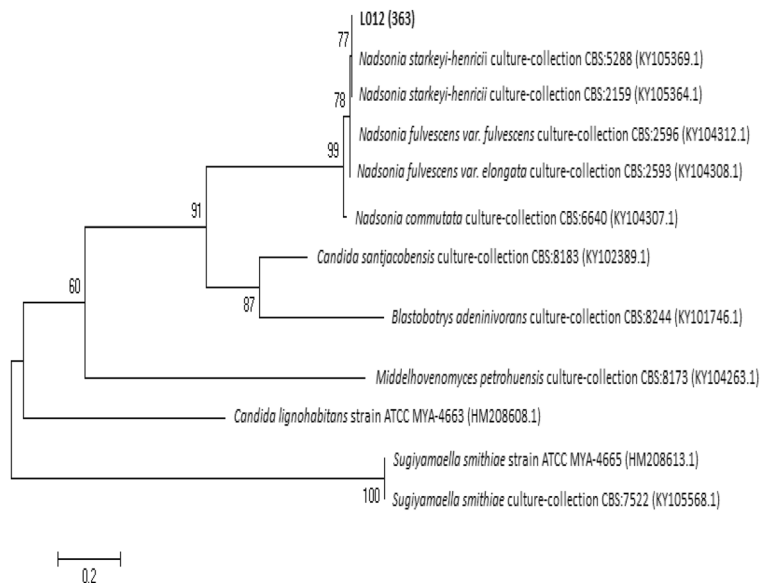 L012 (363)
77
Nadsonia starkeyi-henricii culture-collection CBS:5288 (KY105369.1)
Nadsonia starkeyi-henricii culture-collection CBS:2159 (KY105364.1)
78
Nadsonia fulvescens var. fulvescens culture-collection CBS:2596 (KY104312.1)
99
Nadsonia fulvescens var. elongata culture-collection CBS:2593 (KY104308.1)
91
Nadsonia commutata culture-collection CBS:6640 (KY104307.1)
Candida santjacobensis culture-collection CBS:8183 (KY102389.1)
60
87
Blastobotrys adeninivorans culture-collection CBS:8244 (KY101746.1)
Middelhovenomyces petrohuensis culture-collection CBS:8173 (KY104263.1)
Candida lignohabitans strain ATCC MYA-4663 (HM208608.1)
Sugiyamaella smithiae strain ATCC MYA-4665 (HM208613.1)
100
Sugiyamaella smithiae culture-collection CBS:7522 (KY105568.1)
0.2